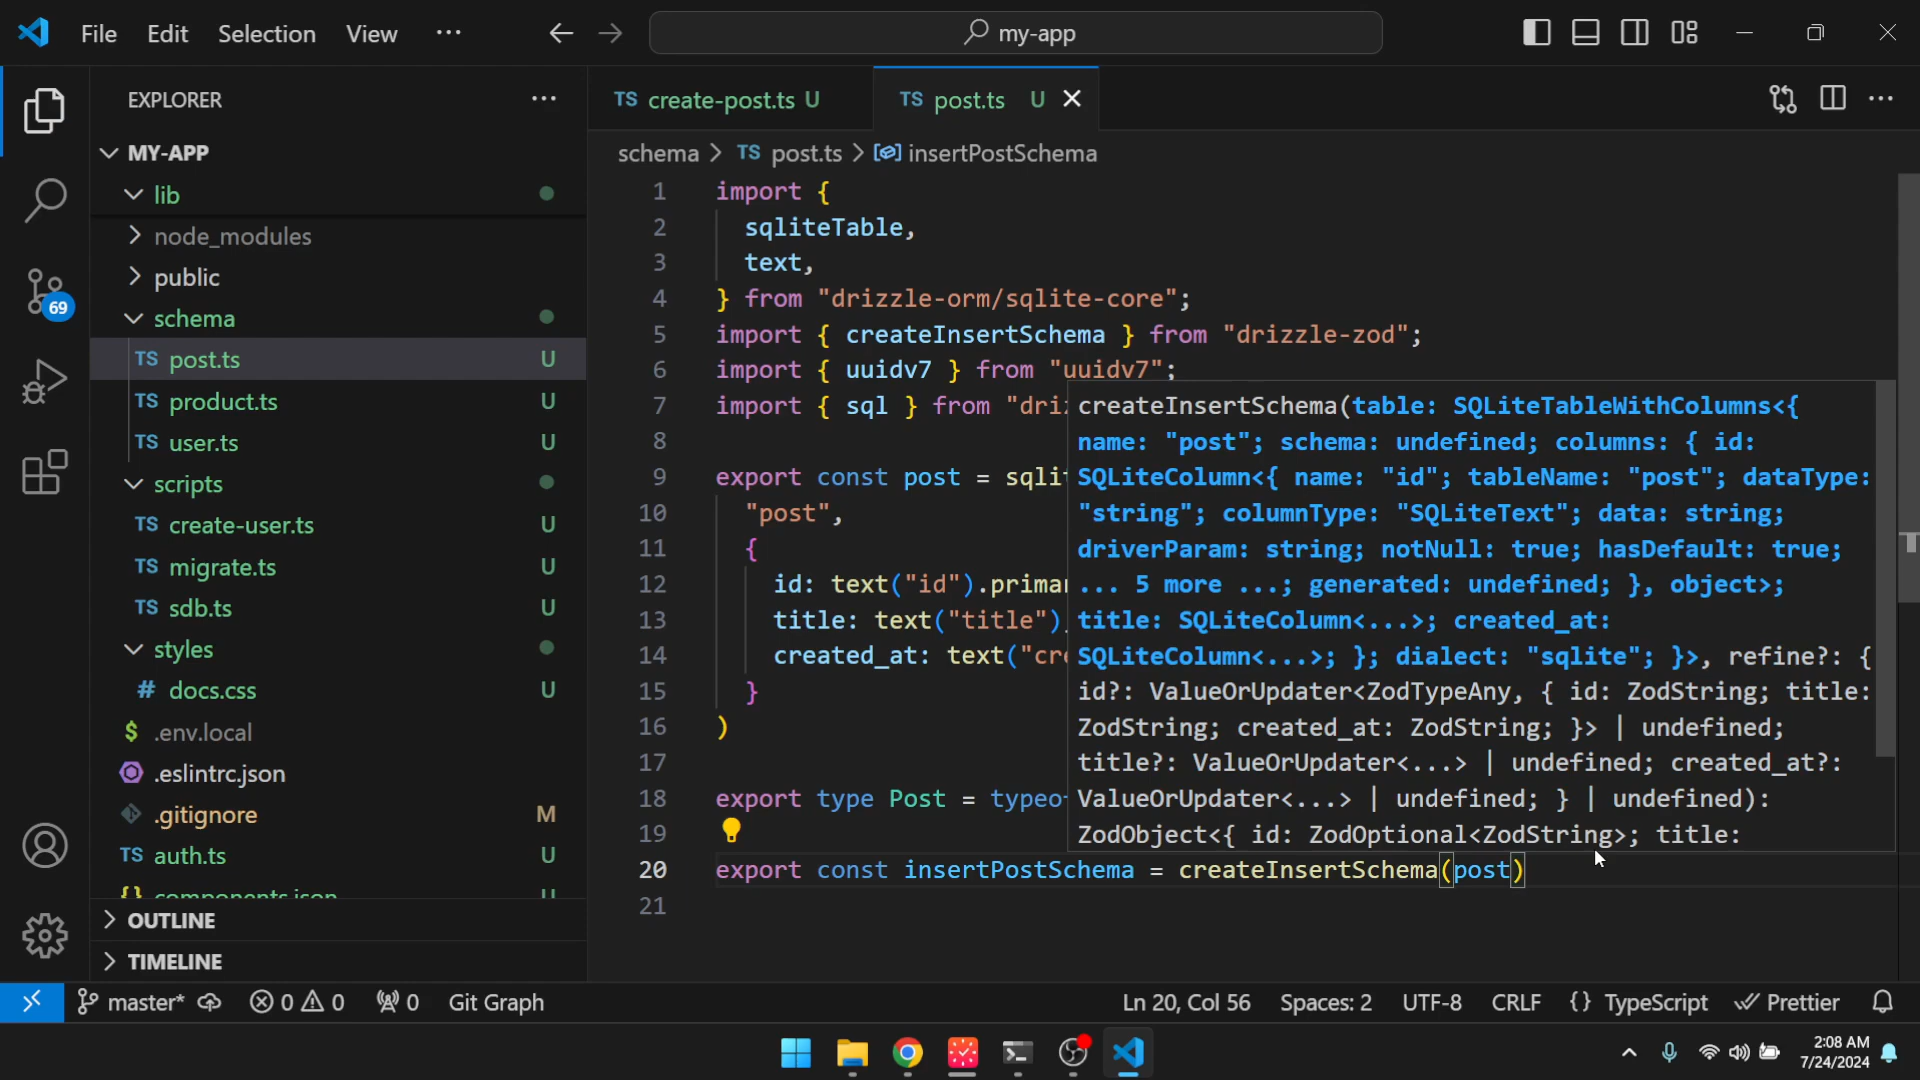 File Edit Selection View ··· my-app
EXPLORER ···
MY-APP
lib
node_modules
public
schema
TS post.ts U
TS product.ts U
TS user.ts U
scripts
TS create-user.ts U
TS migrate.ts U
TS sdb.ts U
styles
# docs.css U
$ .env.local
.eslintrc.json
.gitignore M
TS auth.ts U
{} components.json U
OUTLINE
TIMELINE
69
TS create-post.ts U
TS post.ts U
schema > TS post.ts > insertPostSchema
1 import {
2 sqliteTable,
3 text,
4 } from "drizzle-orm/sqlite-core";
5 import { createInsertSchema } from "drizzle-zod";
6 import { uuidv7 } from "uuidv7";
7 import { sql } from "dri
8
9 export const post = sqli
10 "post",
11 {
12 id: text("id").prima
13 title: text("title")
14 created_at: text("cr
15 }
16 )
17
18 export type Post = typeo
19
20 export const insertPostSchema = createInsertSchema(post)
21
createInsertSchema(table: SQLiteTableWithColumns<{
name: "post"; schema: undefined; columns: { id:
SQLiteColumn<{ name: "id"; tableName: "post"; dataType:
"string"; columnType: "SQLiteText"; data: string;
driverParam: string; notNull: true; hasDefault: true;
... 5 more ...; generated: undefined; }, object>;
title: SQLiteColumn<...>; created_at:
SQLiteColumn<...>; }; dialect: "sqlite"; }>, refine?: {
id?: ValueOrUpdater<ZodTypeAny, { id: ZodString; title:
ZodString; created_at: ZodString; }> | undefined;
title?: ValueOrUpdater<...> | undefined; created_at?:
ValueOrUpdater<...> | undefined; } | undefined):
ZodObject<{ id: ZodOptional<ZodString>; title:
master* 0 0 0 Git Graph Ln 20, Col 56 Spaces: 2 UTF-8 CRLF {} TypeScript Prettier
2:08 AM
7/24/2024